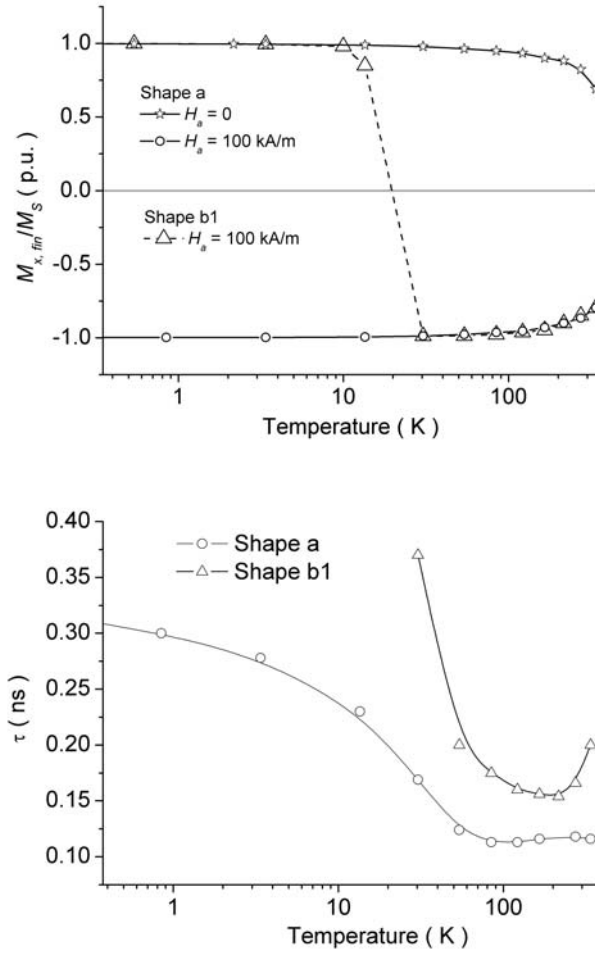 1.0
0.5
0.0
-0.5
-1.0
M_{x, fin}/M_S ( p.u. )
Shape a
H_a = 0
H_a = 100 kA/m
Shape b1
H_a = 100 kA/m
1 10 100
Temperature ( K )
0.40
0.35
0.30
0.25
0.20
0.15
0.10
τ ( ns )
Shape a
Shape b1
1 10 100
Temperature ( K )